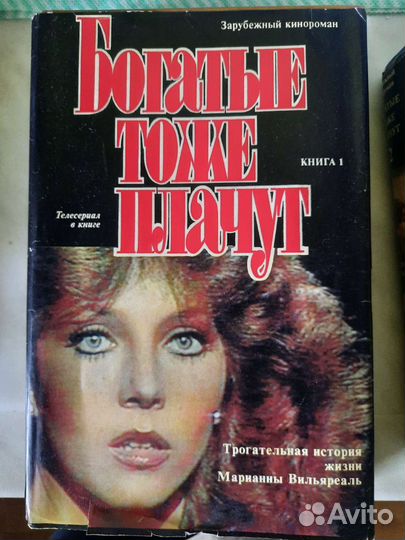 Зарубежный кинороман
Богатые
тоже
плачут
КНИГА 1
Телесериал
в книге
Трогательная история
жизни
Марианны Вильяреаль
Avito